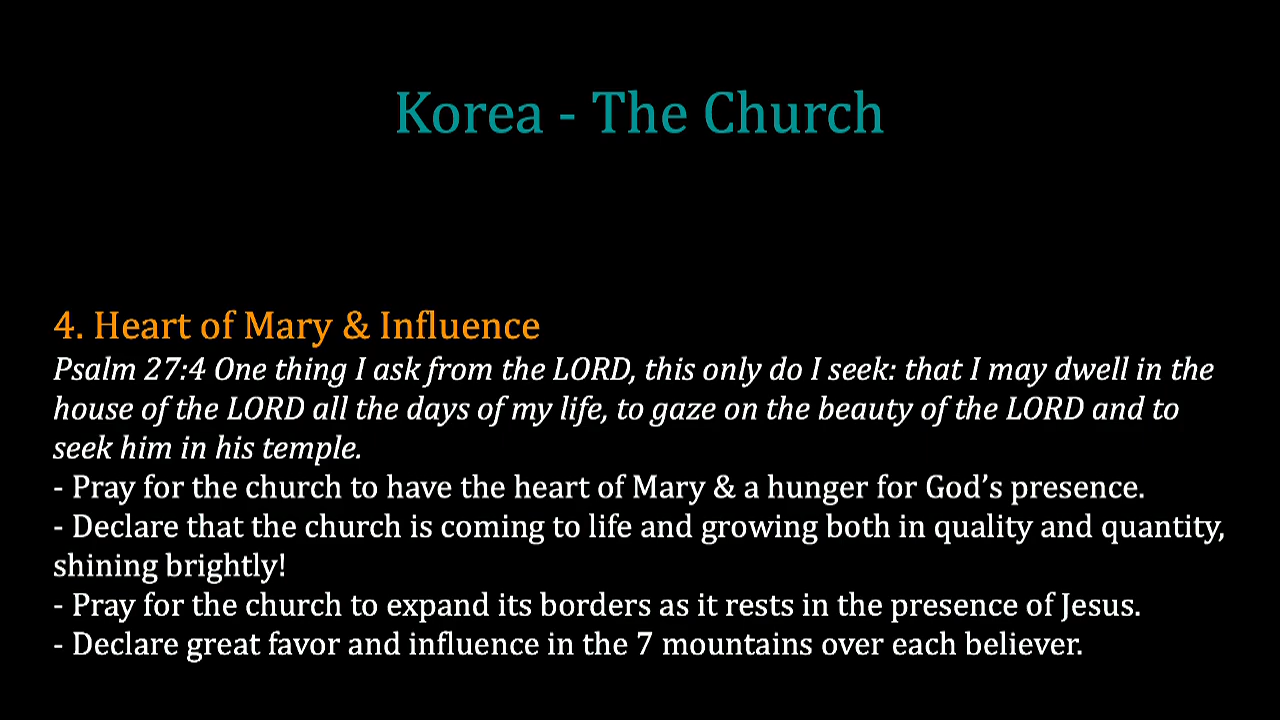 Korea - The Church
4. Heart of Mary & Influence
Psalm 27:4 One thing I ask from the LORD, this only do I seek: that I may dwell in the
house of the LORD all the days of my life, to gaze on the beauty of the LORD and to
seek him in his temple.
- Pray for the church to have the heart of Mary & a hunger for God’s presence.
- Declare that the church is coming to life and growing both in quality and quantity,
shining brightly!
- Pray for the church to expand its borders as it rests in the presence of Jesus.
- Declare great favor and influence in the 7 mountains over each believer.